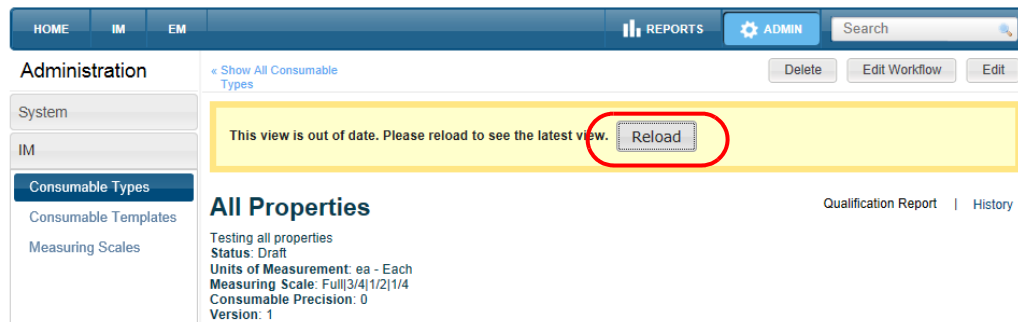 HOME IM EM REPORTS ADMIN Search
Administration
« Show All Consumable
Types
Delete Edit Workflow Edit
System
This view is out of date. Please reload to see the latest view. Reload
IM
Consumable Types
Consumable Templates
Measuring Scales
All Properties
Qualification Report | History
Testing all properties
Status: Draft
Units of Measurement: ea - Each
Measuring Scale: Full|3/4|1/2|1/4
Consumable Precision: 0
Version: 1